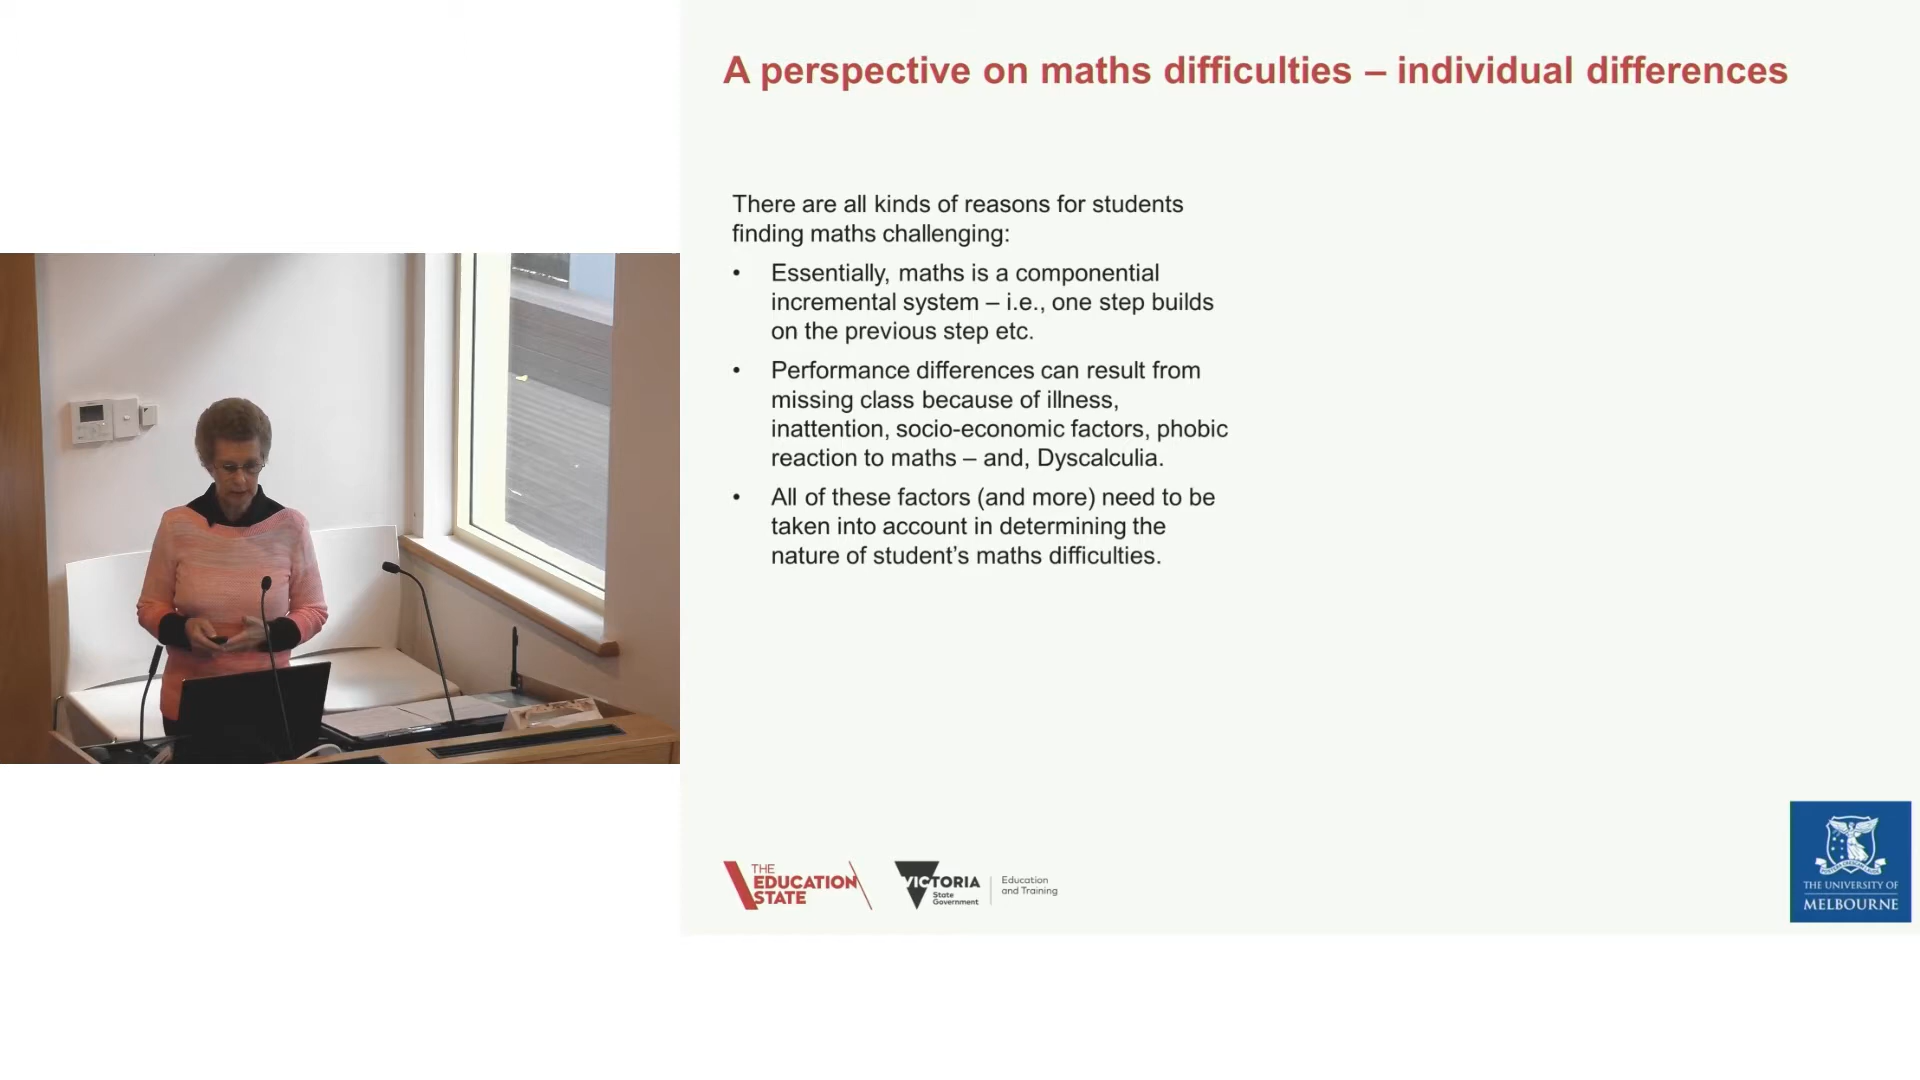 A perspective on maths difficulties – individual differences
There are all kinds of reasons for students
finding maths challenging:
• Essentially, maths is a componential
incremental system – i.e., one step builds
on the previous step etc.
• Performance differences can result from
missing class because of illness,
inattention, socio-economic factors, phobic
reaction to maths – and, Dyscalculia.
• All of these factors (and more) need to be
taken into account in determining the
nature of student’s maths difficulties.
THE
EDUCATION
STATE
VICTORIA
State
Government
Education
and Training
THE UNIVERSITY OF
MELBOURNE